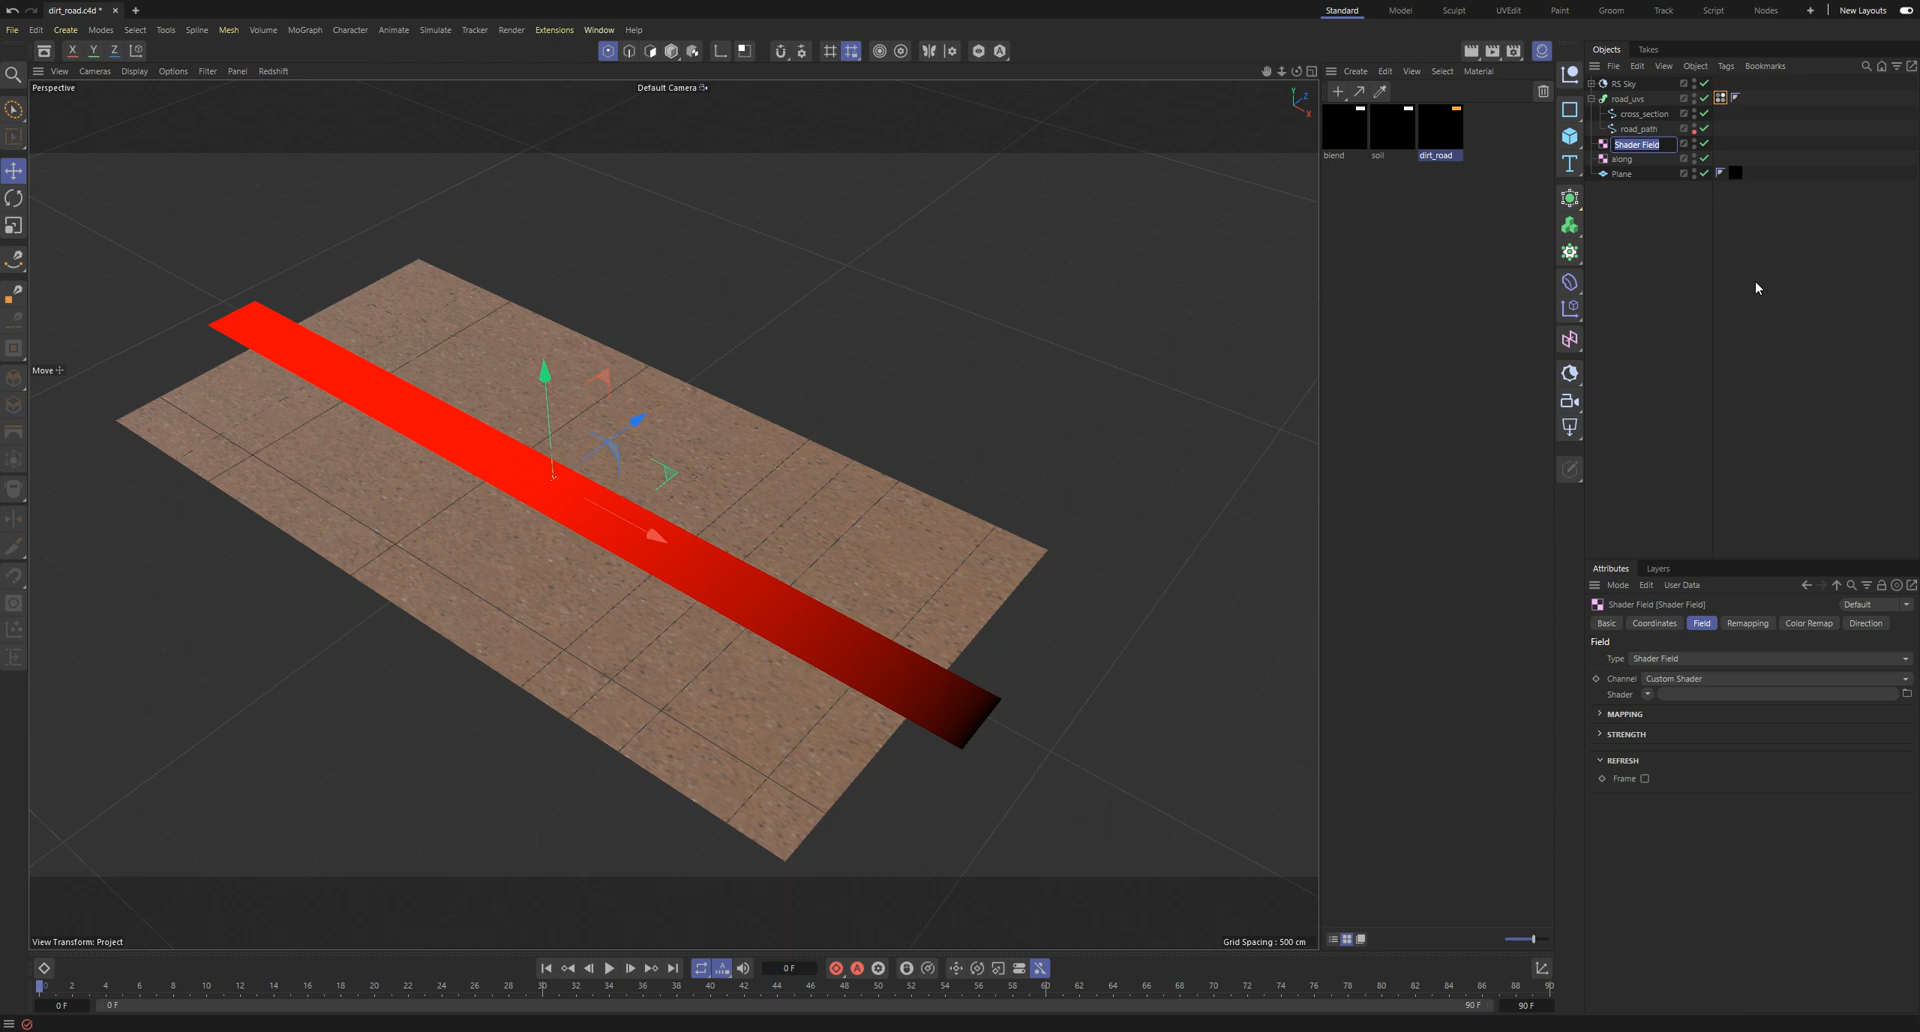 dirt_road.c4d *
Standard Model Sculpt UVEdit Paint Groom Track Script Nodes New Layouts
File Edit Create Modes Select Tools Spline Mesh Volume MoGraph Character Animate Simulate Tracker Render Extensions Window Help
X Y Z
View Cameras Display Options Filter Panel Redshift
Perspective
Default Camera
Y
Z
X
Move
View Transform: Project
Grid Spacing : 500 cm
Create Edit View Select Material
blend soil dirt_road
Objects Takes
File Edit View Object Tags Bookmarks
RS Sky
road_uvs
cross_section
road_path
Shader Field
along
Plane
Attributes Layers
Mode Edit User Data
Shader Field [Shader Field] Default
Basic Coordinates Field Remapping Color Remap Direction
Field
Type Shader Field
Channel Custom Shader
Shader
MAPPING
STRENGTH
REFRESH
Frame
0 F
0 2 4 6 8 10 12 14 16 18 20 22 24 26 28 30 32 34 36 38 40 42 44 46 48 50 52 54 56 58 60 62 64 66 68 70 72 74 76 78 80 82 84 86 88 90
0 F 0 F 90 F 90 F